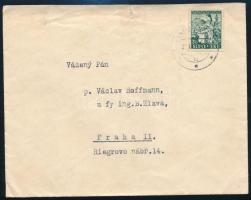 Vážený Pán
p. Václav Hoffmann,
u fy ing.B.Hlava,
Praha II.
Riegrovo nábř.14.